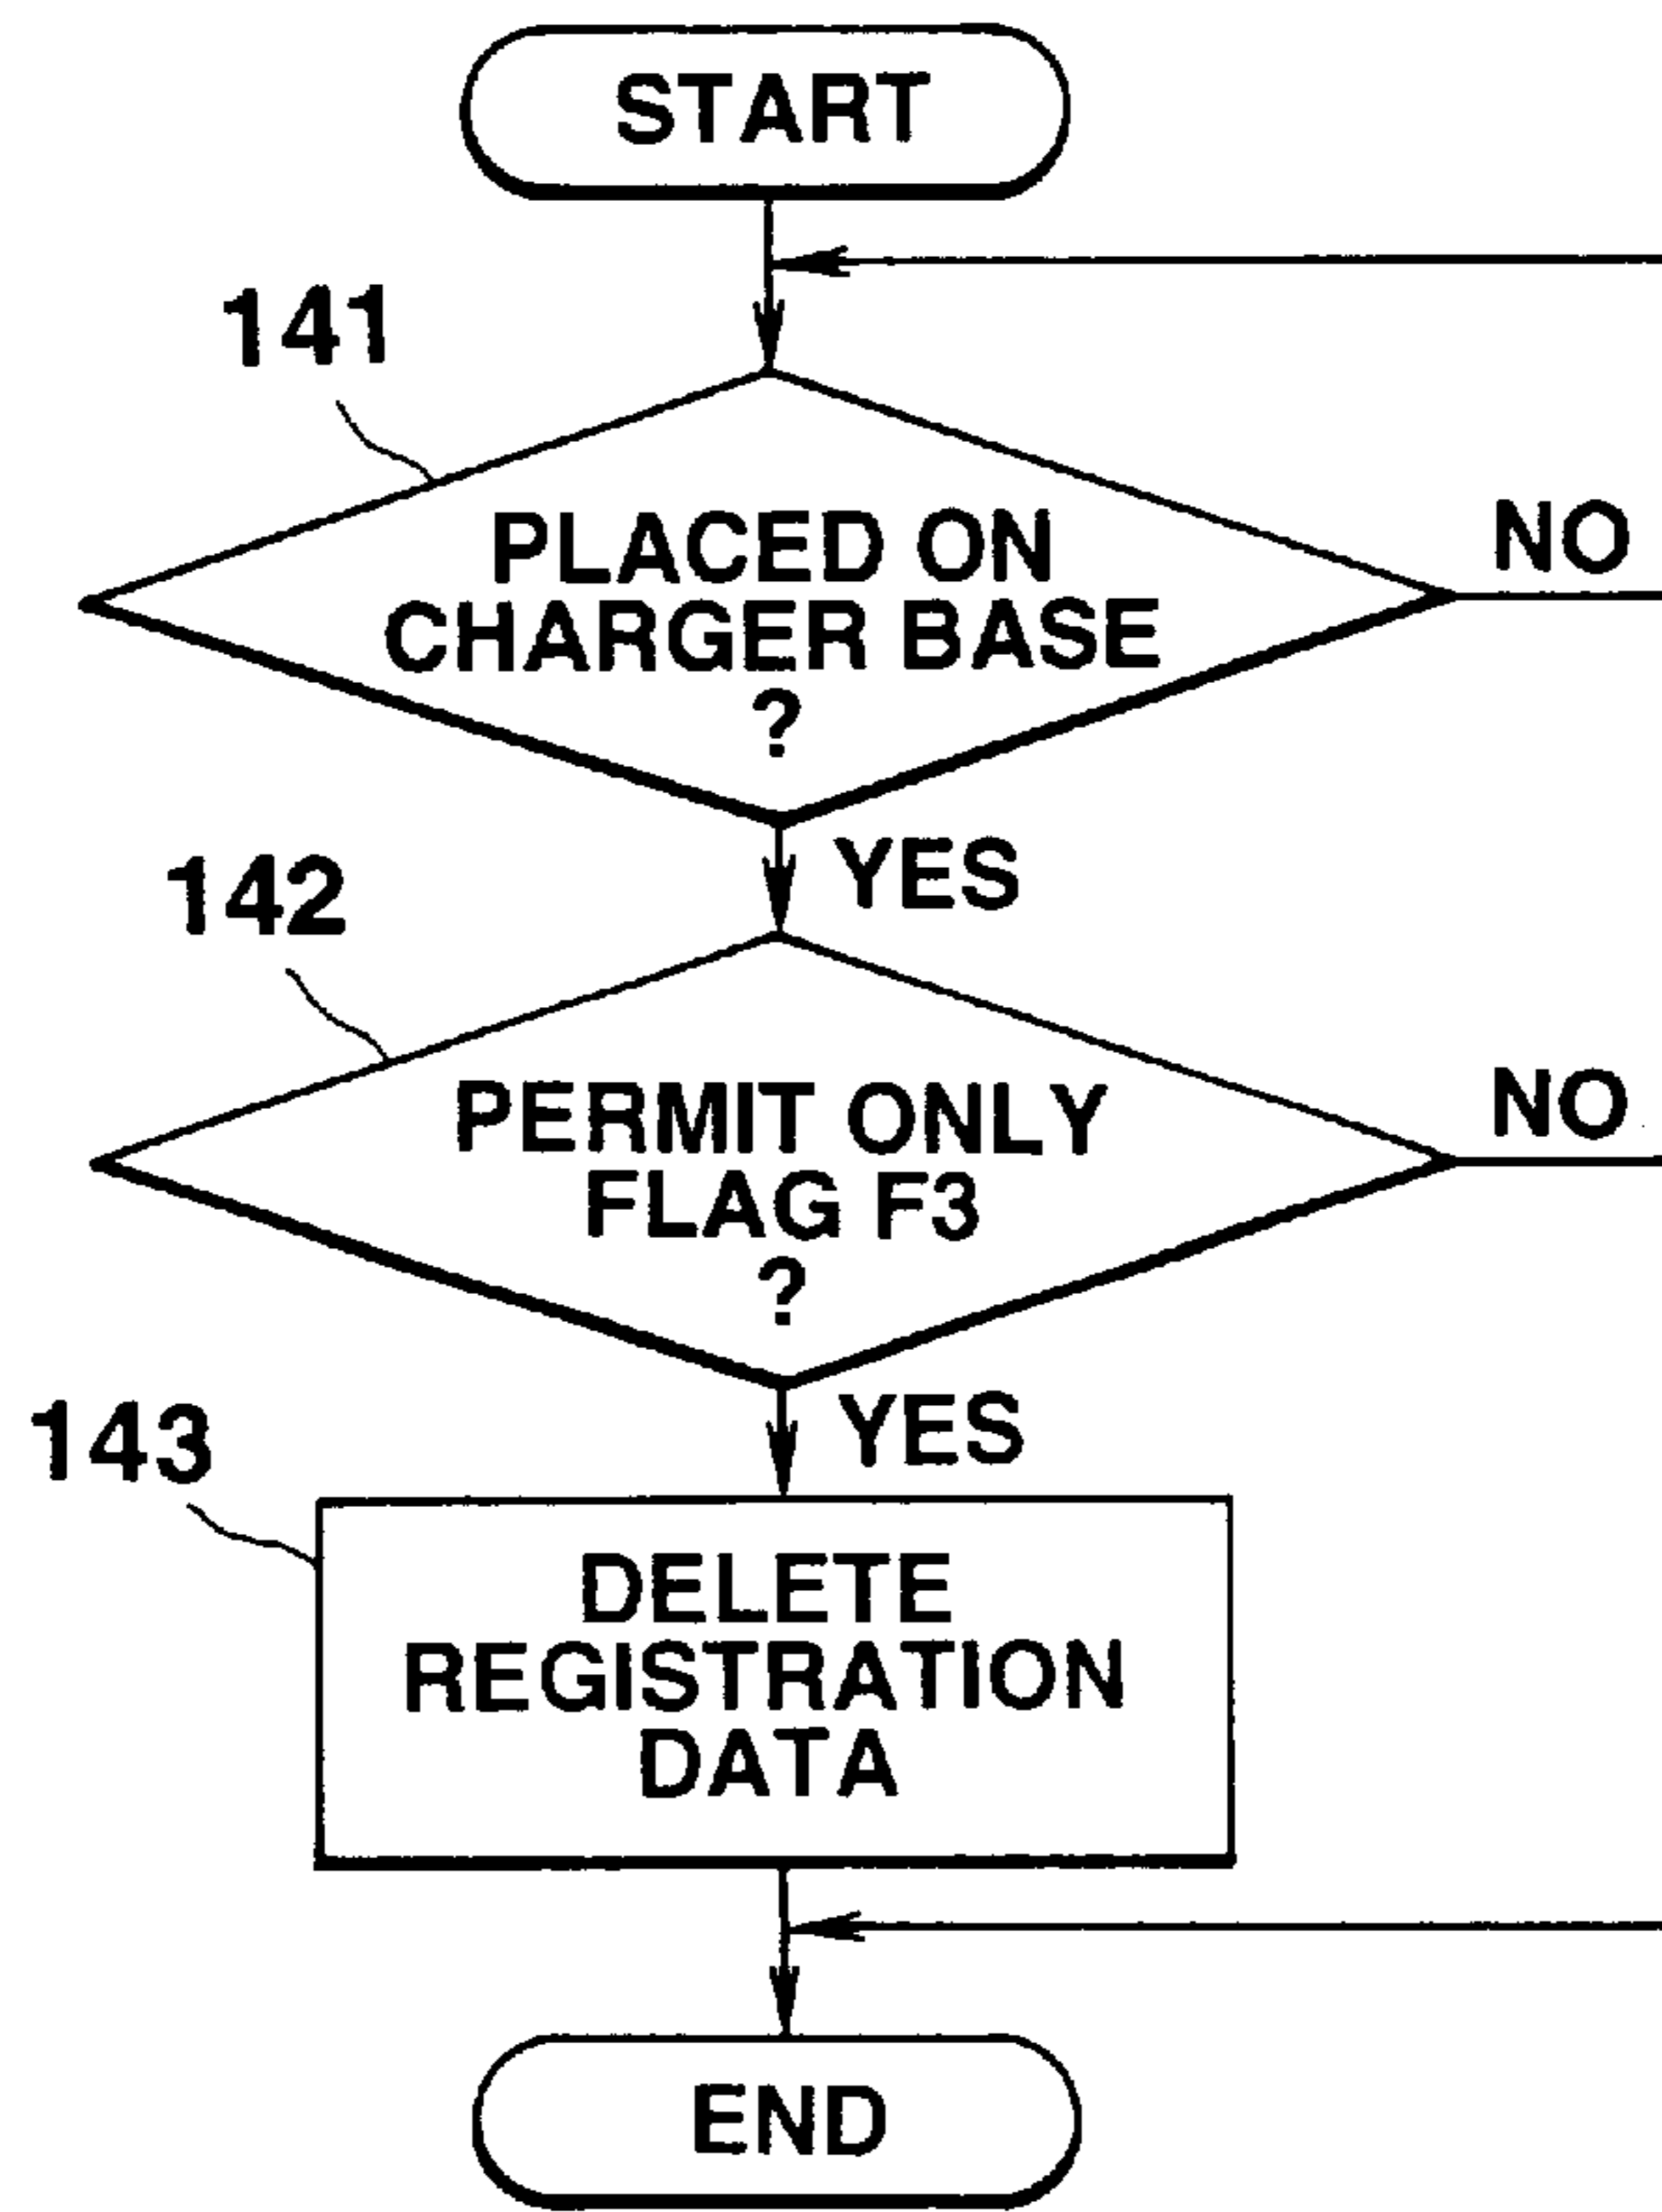 START
141
PLACED ON
CHARGER BASE
?
NO
YES
142
PERMIT ONLY
FLAG F3
?
NO
YES
143
DELETE
REGISTRATION
DATA
END